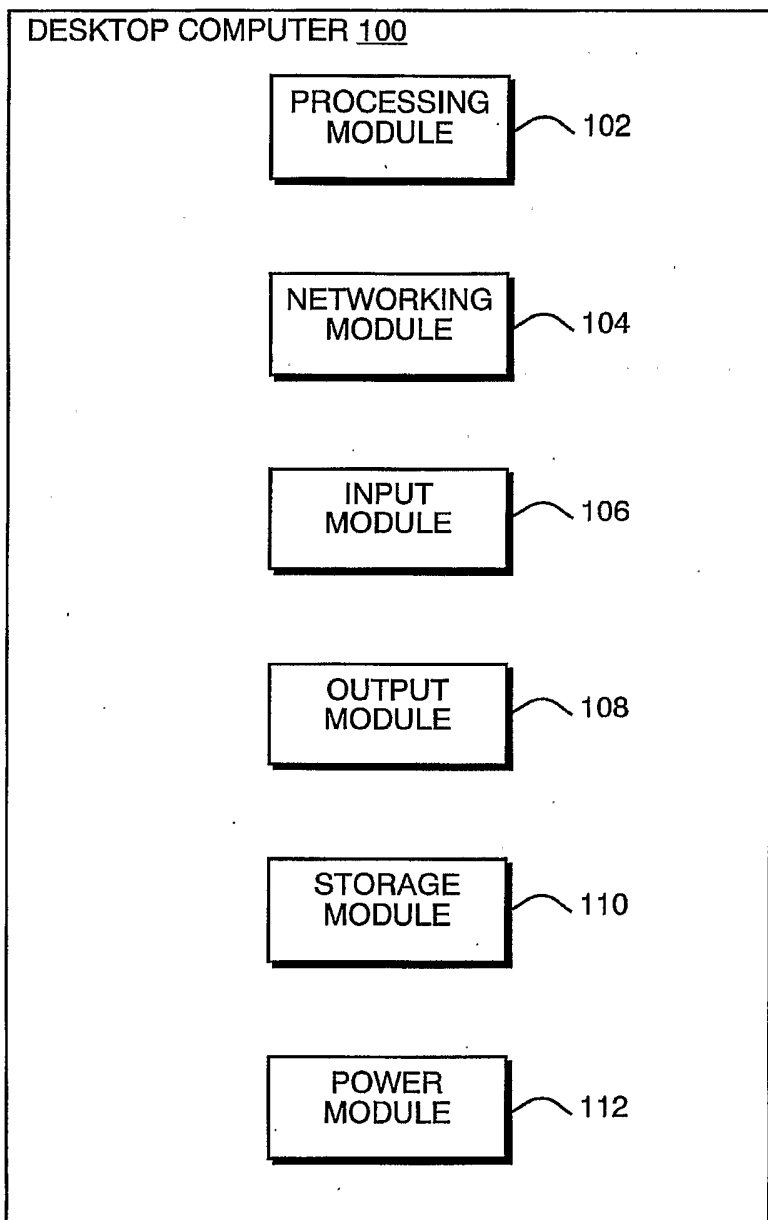 DESKTOP COMPUTER 100
PROCESSING
MODULE
102
NETWORKING
MODULE
104
INPUT
MODULE
106
OUTPUT
MODULE
108
STORAGE
MODULE
110
POWER
MODULE
112